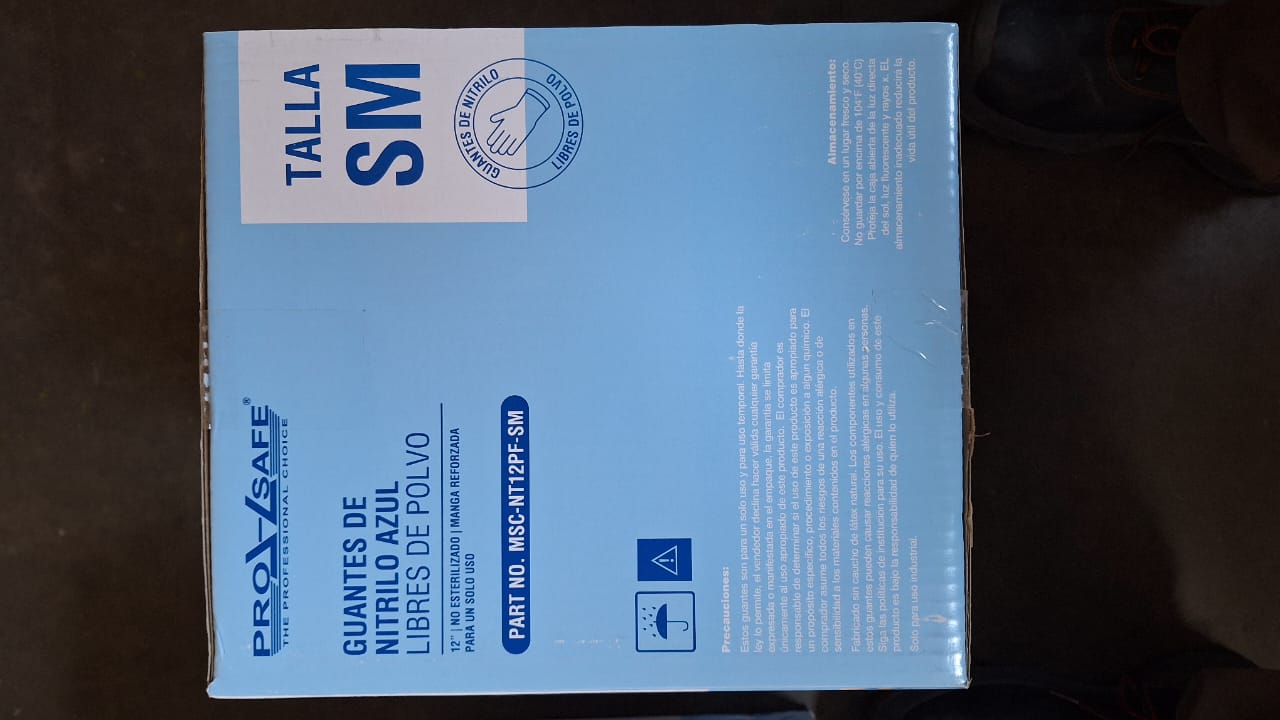 PRO-SAFE®
THE PROFESSIONAL CHOICE
TALLA
SM
GUANTES DE NITRILO
LIBRES DE POLVO
GUANTES DE
NITRILO AZUL
LIBRES DE POLVO
12" | NO ESTERILIZADO | MANGA REFORZADA
PARA UN SOLO USO
PART NO. MSC-NT12PF-SM
Precauciones:
Estos guantes son para un solo uso y para uso temporal. Hasta donde la
ley lo permite, el vendedor declina hacer válida cualquier garantía
expresada o manifestada en el empaque, la garantía se limita
únicamente al uso apropiado de este producto. El comprador es
responsable de determinar si el uso de este producto es apropiado para
un propósito específico, procedimiento o exposición a algun químico. El
comprador asume todos los riesgos de una reacción alérgica o de
sensibilidad a los materiales contenidos en el producto.
Fabricado sin caucho de látex natural. Los componentes utilizados en
estos guantes pueden causar reacciones alérgicas en algunas personas.
Siga las políticas de institución para su uso. El uso y consumo de este
producto es bajo la responsabilidad de quien lo utiliza.
Solo para uso industrial.
Almacenamiento:
Consérvese en un lugar fresco y seco.
No guardar por encima de 104°F (40°C)
Proteja la caja abierta de la luz directa
del sol, luz fluorescente y rayos x. EL
almacenamiento inadecuado reducirá la
vida útil del producto.